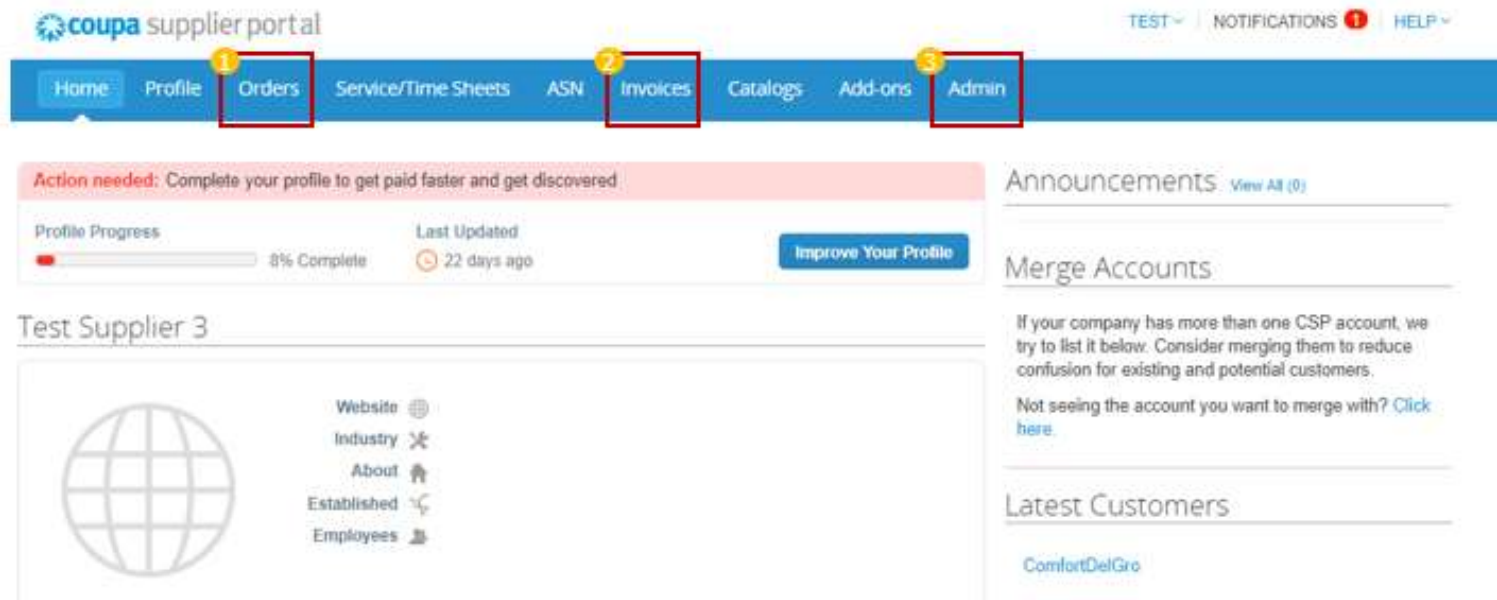 coupa supplier portal
TEST NOTIFICATIONS 1 HELP
1 2 3
Home Profile Orders Service/Time Sheets ASN Invoices Catalogs Add-ons Admin
Action needed: Complete your profile to get paid faster and get discovered
Profile Progress
8% Complete
Last Updated
22 days ago
Improve Your Profile
Test Supplier 3
Website
Industry
About
Established
Employees
Announcements View All (0)
Merge Accounts
If your company has more than one CSP account, we
try to list it below. Consider merging them to reduce
confusion for existing and potential customers.
Not seeing the account you want to merge with? Click
here.
Latest Customers
ComfortDelGro